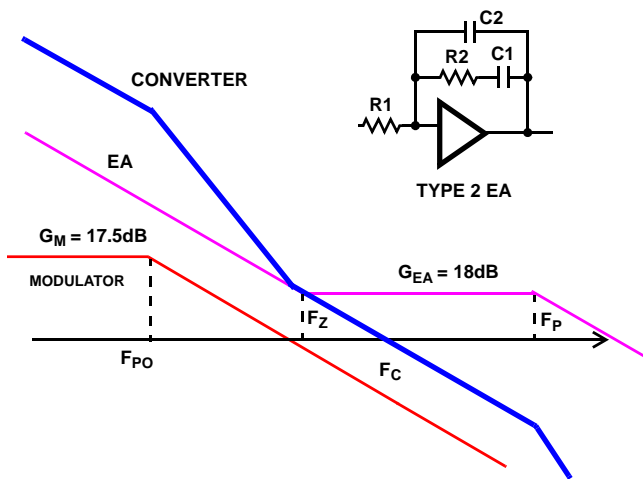 C2
C1
R2
CONVERTER
R1
EA
TYPE 2 EA
G_M = 17.5dB
G_EA = 18dB
MODULATOR
F_Z
F_P
F_PO
F_C